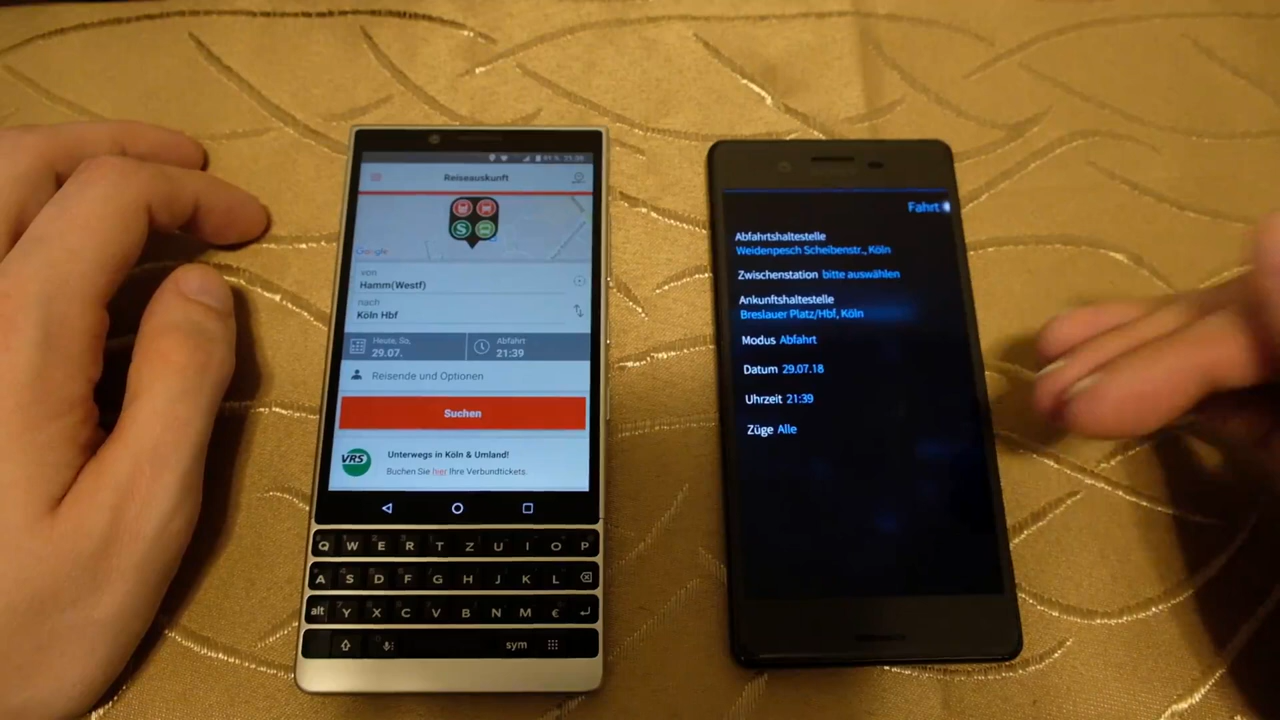 Reiseauskunft
Google
von
Hamm(Westf)
nach
Köln Hbf
Heute, So,
29.07.
Abfahrt
21:39
Reisende und Optionen
Suchen
VRS
Unterwegs in Köln & Umland!
Buchen Sie hier Ihre Verbundtickets.
Q W E R T Z U I O P
A S D F G H J K L
alt Y X C V B N M €
sym
Fahrt
Abfahrtshaltestelle
Weidenpesch Scheibenstr., Köln
Zwischenstation bitte auswählen
Ankunftshaltestelle
Breslauer Platz/Hbf, Köln
Modus Abfahrt
Datum 29.07.18
Uhrzeit 21:39
Züge Alle